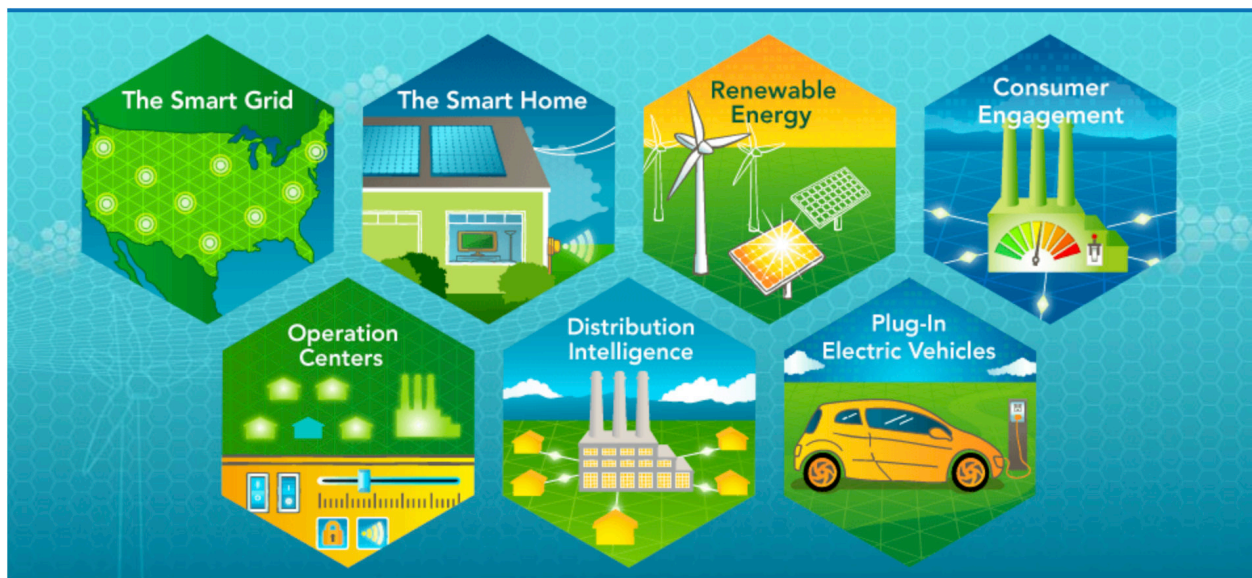 The Smart Grid
The Smart Home
Renewable
Energy
Consumer
Engagement
Operation
Centers
Distribution
Intelligence
Plug-In
Electric Vehicles